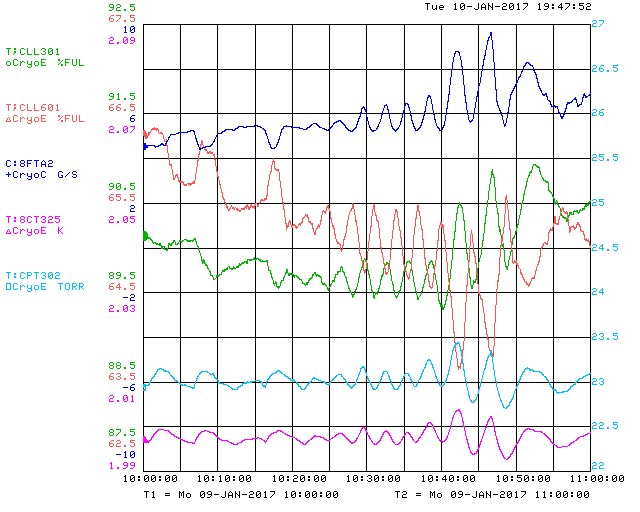 Tue 10-JAN-2017 19:47:52
92.5
67.5
10
2.09
27
T;CLL301
oCryoE %FUL
26.5
91.5
66.5
6
2.07
T;CLL601
△CryoE %FUL
26
C:8FTA2
+CryoC G/S
25.5
90.5
65.5
2
2.05
25
T:8CT325
△CryoE K
24.5
89.5
64.5
-2
2.03
T:CPT302
□CryoE TORR
24
23.5
88.5
63.5
-6
2.01
23
87.5
62.5
-10
1.99
22.5
22
10:00:00 10:10:00 10:20:00 10:30:00 10:40:00 10:50:00 11:00:00
T1 = Mo 09-JAN-2017 10:00:00 T2 = Mo 09-JAN-2017 11:00:00